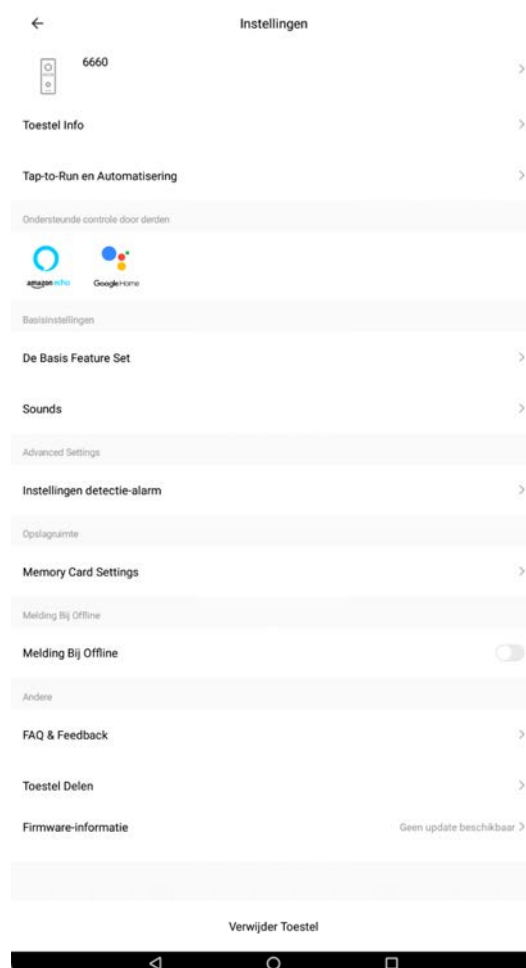 Instellingen
6660
Toestel Info
Tap-to-Run en Automatisering
Ondersteunde controle door derden
amazon echo
Google Home
Basisinstellingen
De Basis Feature Set
Sounds
Advanced Settings
Instellingen detectie-alarm
Opslagruimte
Memory Card Settings
Melding Bij Offline
Melding Bij Offline
Andere
FAQ & Feedback
Toestel Delen
Firmware-informatie Geen update beschikbaar
Verwijder Toestel